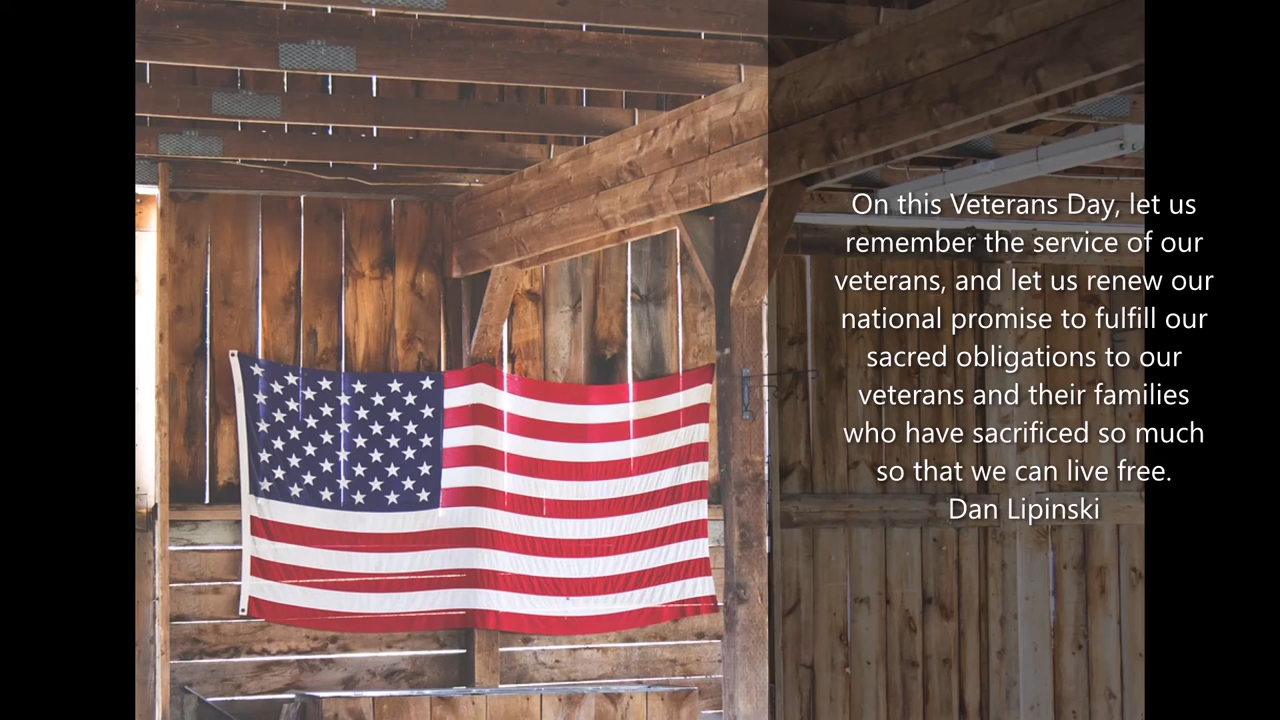 On this Veterans Day, let us
remember the service of our
veterans, and let us renew our
national promise to fulfill our
sacred obligations to our
veterans and their families
who have sacrificed so much
so that we can live free.
Dan Lipinski